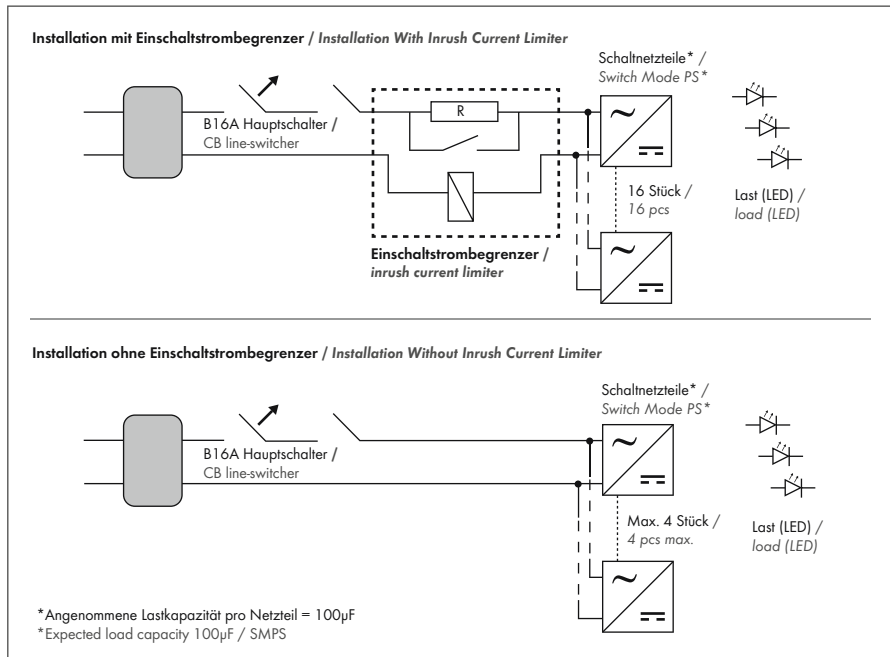 Installation mit Einschaltstrombegrenzer / Installation With Inrush Current Limiter
Schaltnetzteile* /
Switch Mode PS*
B16A Hauptschalter /
CB line-switcher
R
16 Stück /
16 pcs
Last (LED) /
load (LED)
Einschaltstrombegrenzer /
inrush current limiter
Installation ohne Einschaltstrombegrenzer / Installation Without Inrush Current Limiter
Schaltnetzteile* /
Switch Mode PS*
B16A Hauptschalter /
CB line-switcher
Max. 4 Stück /
4 pcs max.
Last (LED) /
load (LED)
*Angenommene Lastkapazität pro Netzteil = 100µF
*Expected load capacity 100µF / SMPS